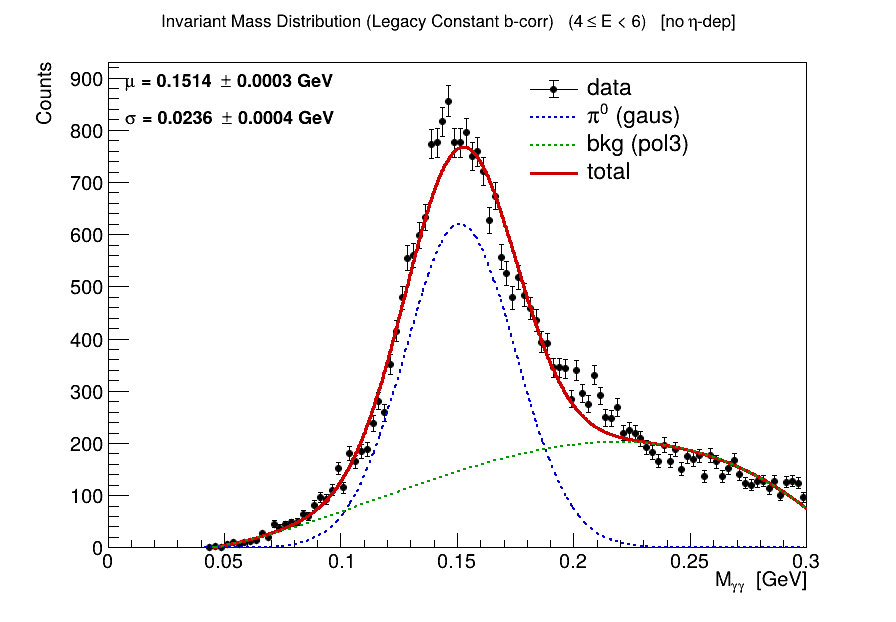 Invariant Mass Distribution (Legacy Constant b-corr) (4 ≤ E < 6) [no η-dep]
Counts
μ = 0.1514 ± 0.0003 GeV
σ = 0.0236 ± 0.0004 GeV
data
π⁰ (gaus)
bkg (pol3)
total
900
800
700
600
500
400
300
200
100
0
0 0.05 0.1 0.15 0.2 0.25 0.3
Mγγ [GeV]